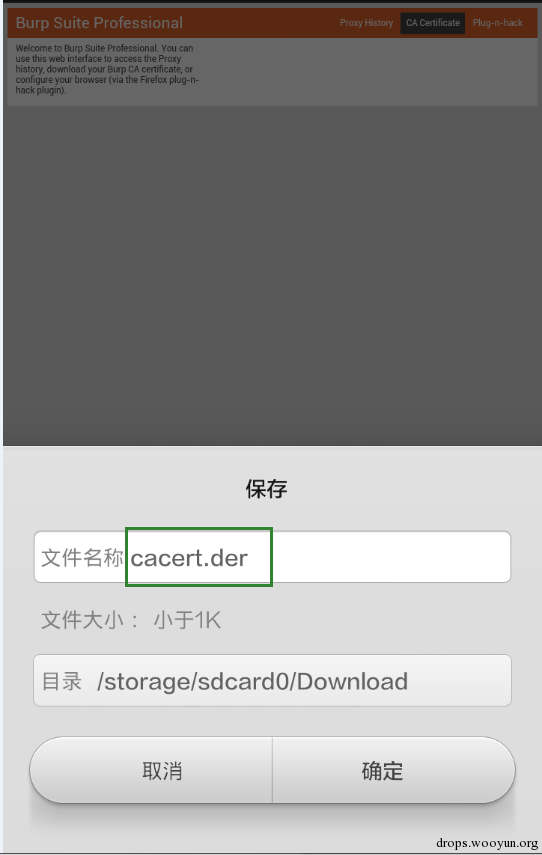 Burp Suite Professional
Proxy History
CA Certificate
Plug-n-hack
Welcome to Burp Suite Professional. You can
use this web interface to access the Proxy
history, download your Burp CA certificate, or
configure your browser (via the Firefox plug-n-
hack plugin).
保存
文件名称 cacert.der
文件大小： 小于1K
目录 /storage/sdcard0/Download
取消
确定
drops.wooyun.org